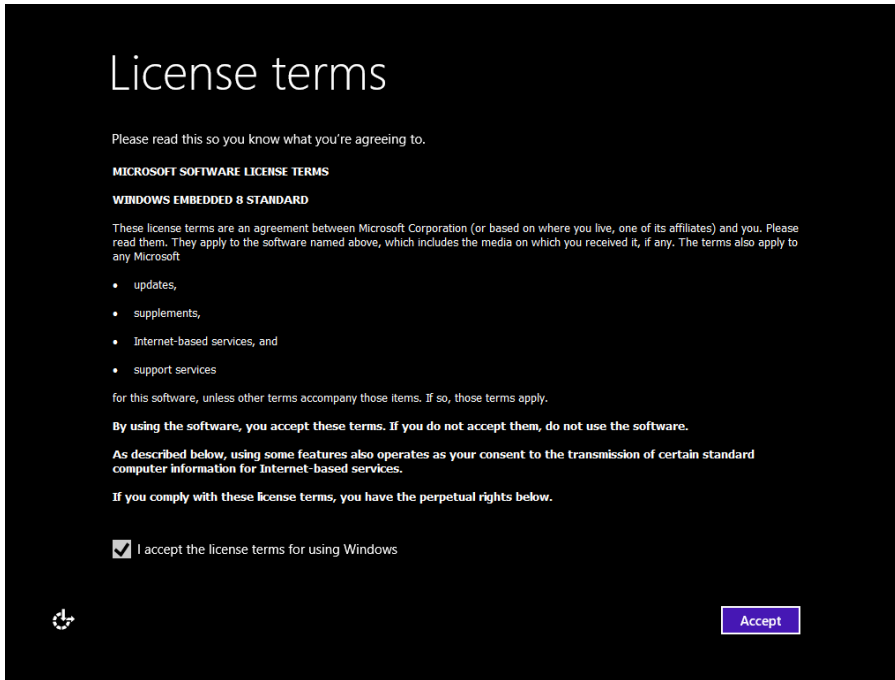 License terms
Please read this so you know what you're agreeing to.
MICROSOFT SOFTWARE LICENSE TERMS
WINDOWS EMBEDDED 8 STANDARD
These license terms are an agreement between Microsoft Corporation (or based on where you live, one of its affiliates) and you. Please
read them. They apply to the software named above, which includes the media on which you received it, if any. The terms also apply to
any Microsoft
• updates,
• supplements,
• Internet-based services, and
• support services
for this software, unless other terms accompany those items. If so, those terms apply.
By using the software, you accept these terms. If you do not accept them, do not use the software.
As described below, using some features also operates as your consent to the transmission of certain standard
computer information for Internet-based services.
If you comply with these license terms, you have the perpetual rights below.
I accept the license terms for using Windows
Accept